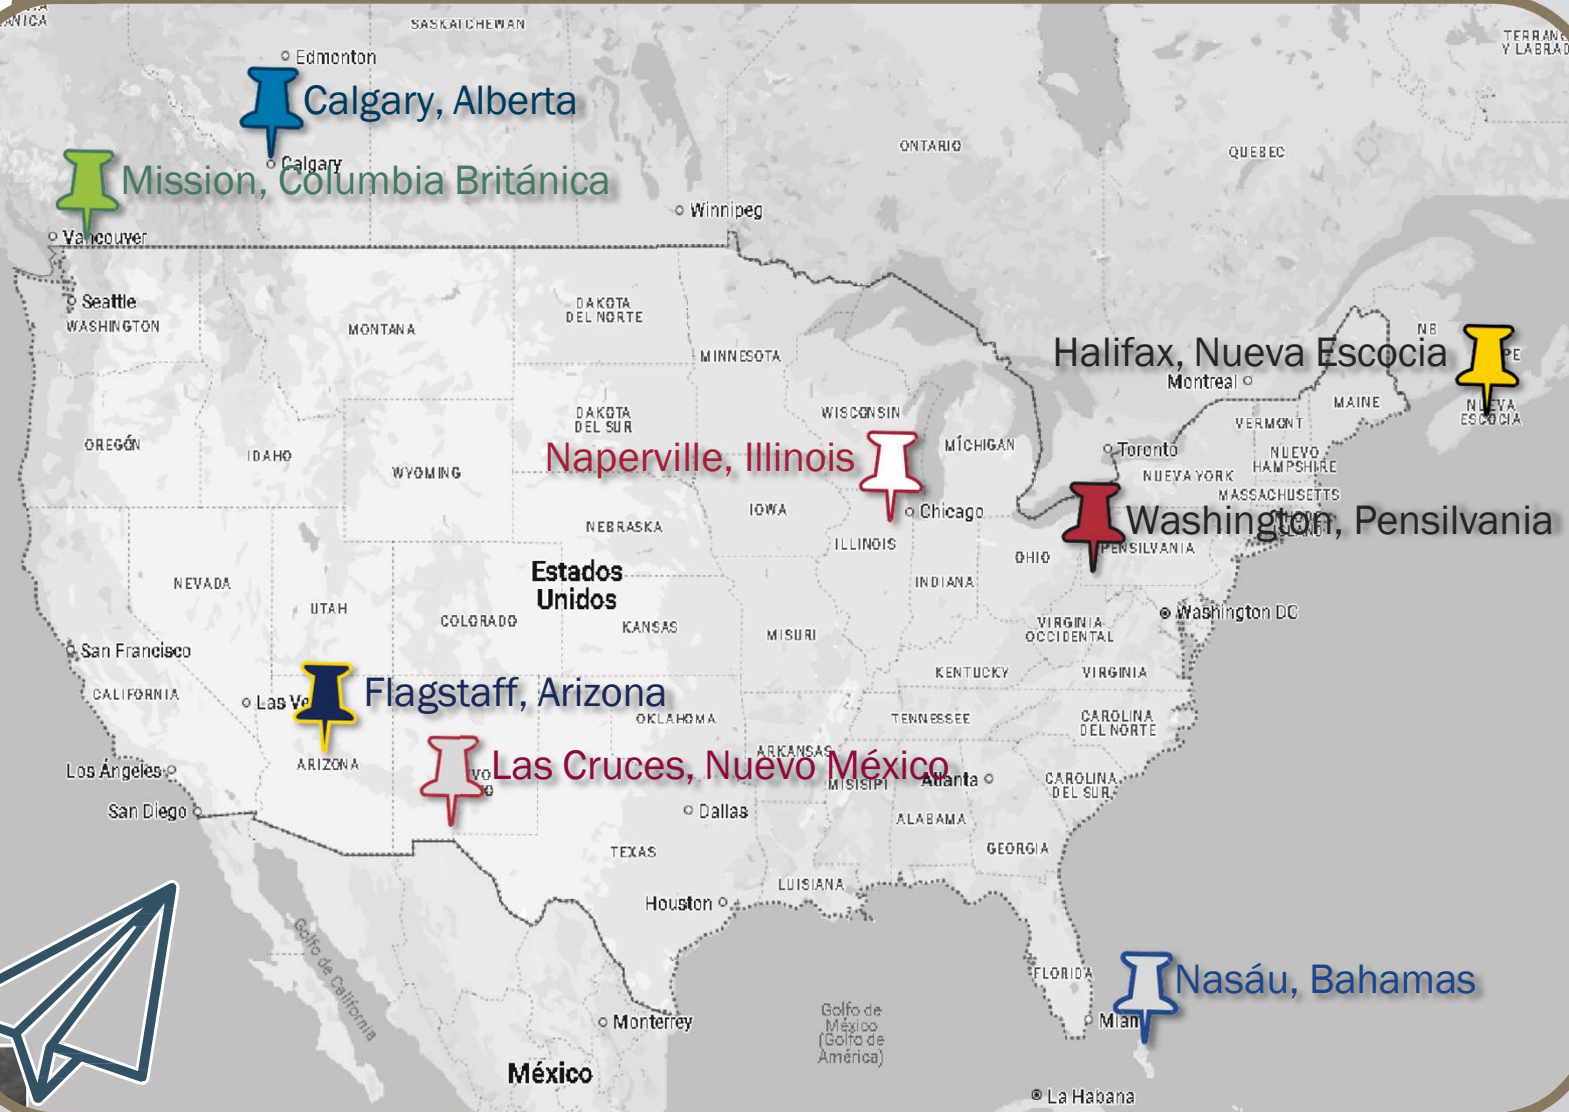 SASKATCHEWAN
Edmonton
Calgary, Alberta
Calgary
Mission, Columbia Británica
Vancouver
Winnipeg
ONTARIO
QUEBEC
Seattle
WASHINGTON
MONTANA
DAKOTA
DEL NORTE
MINNESOTA
NB
Halifax, Nueva Escocia
Montreal
MAINE
NUEVA
ESCOCIA
OREGÓN
IDAHO
WYOMING
DAKOTA
DEL SUR
WISCONSIN
MÍCHIGAN
Toronto
VERMONT
NUEVO
HAMPSHIRE
NUEVA YORK
MASSACHUSETTS
Naperville, Illinois
Chicago
IOWA
NEBRASKA
ILLINOIS
INDIANA
OHIO
Washington, Pensilvania
PENSILVANIA
Estados
Unidos
NEVADA
UTAH
COLORADO
KANSAS
MISURI
VIRGINIA
OCCIDENTAL
Washington DC
San Francisco
CALIFORNIA
Las
Flagstaff, Arizona
OKLAHOMA
KENTUCKY
VIRGINIA
TENNESSEE
CAROLINA
DEL NORTE
Los Ángeles
ARIZONA
Las Cruces, Nuevo México
ARKANSAS
MISISIPI
Atlanta
CAROLINA
DEL SUR
San Diego
Dallas
ALABAMA
GEORGIA
TEXAS
LUISIANA
Houston
Golfo de California
FLORIDA
Nasáu, Bahamas
Miami
Monterrey
Golfo de
México
(Golfo de
América)
México
La Habana